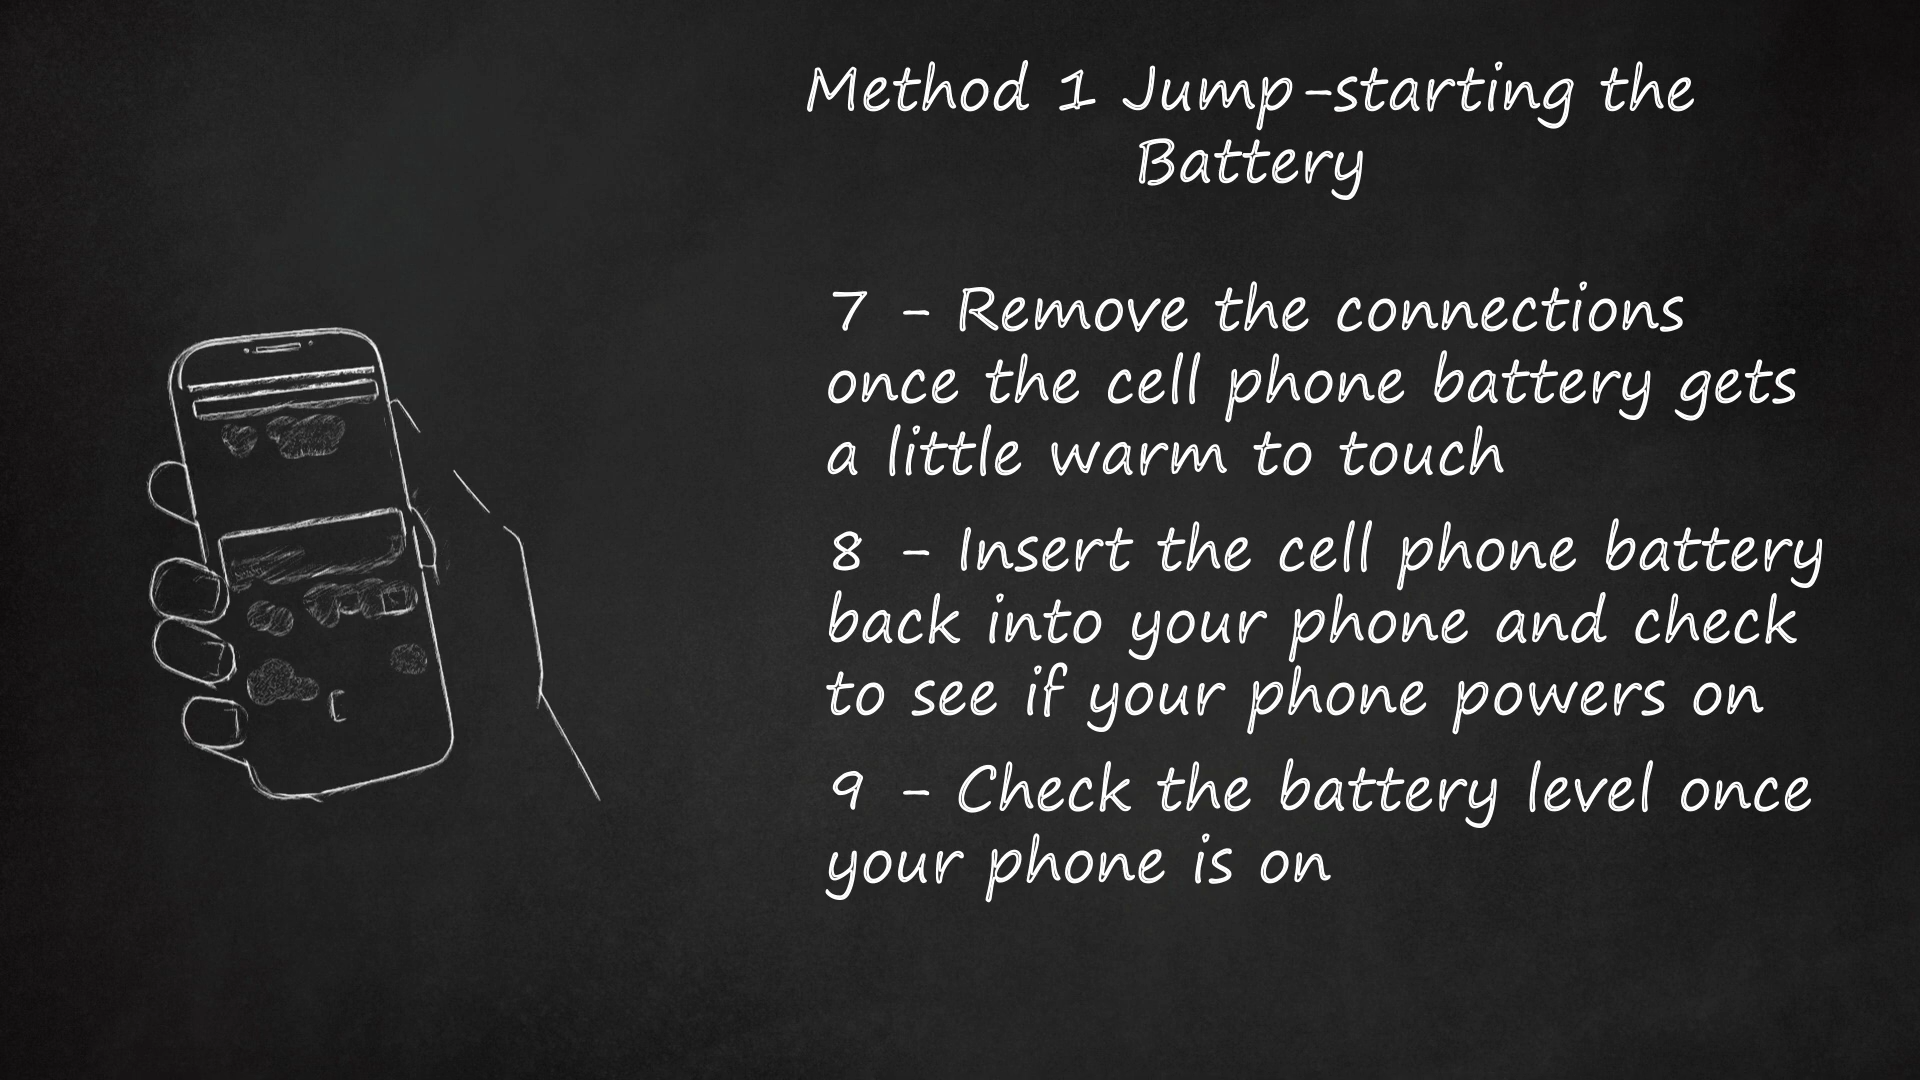 Method 1 Jump-starting the
Battery
7 - Remove the connections
once the cell phone battery gets
a little warm to touch
8 - Insert the cell phone battery
back into your phone and check
to see if your phone powers on
9 - Check the battery level once
your phone is on